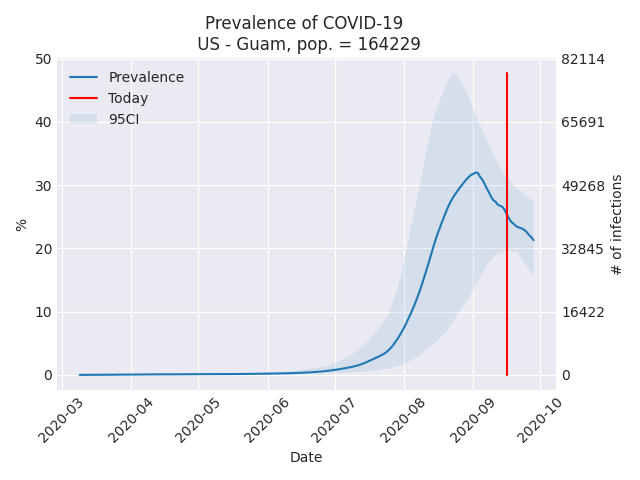 Prevalence of COVID-19
US - Guam, pop. = 164229
50 82114
Prevalence
Today
95CI
40 65691
30 49268
20 32845
10 16422
0 0
%
# of infections
2020-03 2020-04 2020-05 2020-06 2020-07 2020-08 2020-09 2020-10
Date